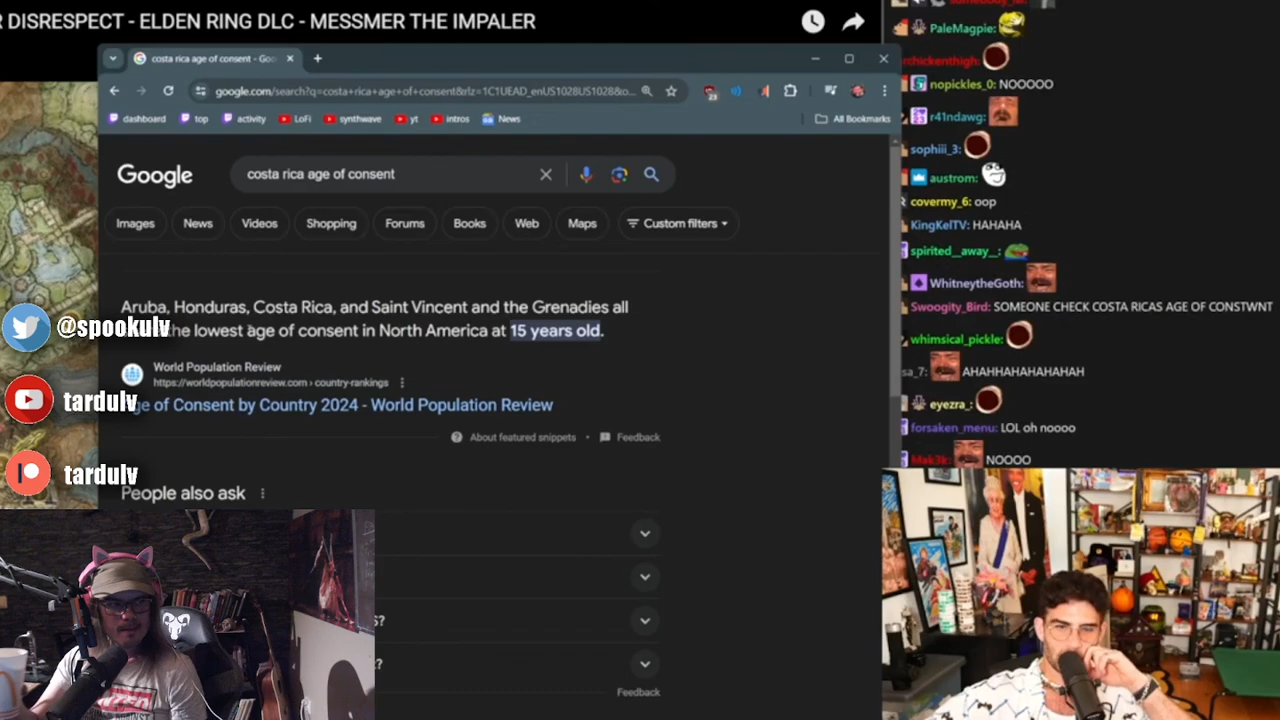 DISRESPECT - ELDEN RING DLC - MESSMER THE IMPALER
costa rica age of consent - Goo
google.com/search?q=costa+rica+age+of+consent&rlz=1C1UEAD_enUS1028US1028&o...
23
dashboard
top
activity
LoFi
synthwave
yt
intros
News
All Bookmarks
Google
costa rica age of consent
Images
News
Videos
Shopping
Forums
Books
Web
Maps
Custom filters
Aruba, Honduras, Costa Rica, and Saint Vincent and the Grenadies all
the lowest age of consent in North America at 15 years old.
World Population Review
https://worldpopulationreview.com › country-rankings
ge of Consent by Country 2024 - World Population Review
About featured snippets
Feedback
People also ask
s?
?
Feedback
@spookulv
tardulv
tardulv
PaleMagpie:
rchickenthigh:
nopickles_0: NOOOOO
r41ndawg:
sophiii_3:
austrom:
covermy_6: oop
KingKelTV: HAHAHA
spirited__away__:
WhitneytheGoth:
Swoogity_Bird: SOMEONE CHECK COSTA RICAS AGE OF CONSTWNT
whimsical_pickle:
sa_7: AHAHHAHAHAHAHAH
eyezra_:
forsaken_menu: LOL oh noooo
Mak3k: NOOOO